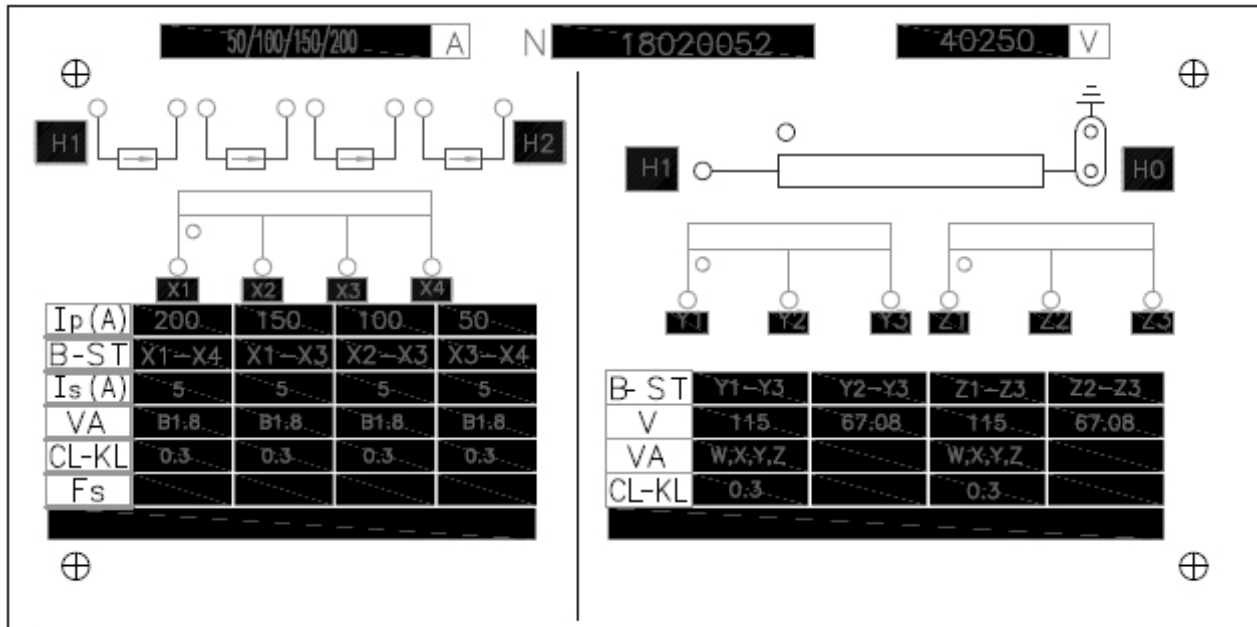 50/100/150/200 A N 18020052 40250 V
H1 H2 H1 H0
X1 X2 X3 X4
Y1 Y2 Y3 Z1 Z2 Z3
Ip(A) 200 150 100 50
B-ST X1-X4 X1-X3 X2-X3 X3-X4
Is(A) 5 5 5 5
VA B1.8 B1.8 B1.8 B1.8
CL-KL 0.3 0.3 0.3 0.3
Fs
B-ST Y1-Y3 Y2-Y3 Z1-Z3 Z2-Z3
V 115 67.08 115 67.08
VA W,X,Y,Z W,X,Y,Z
CL-KL 0.3 0.3